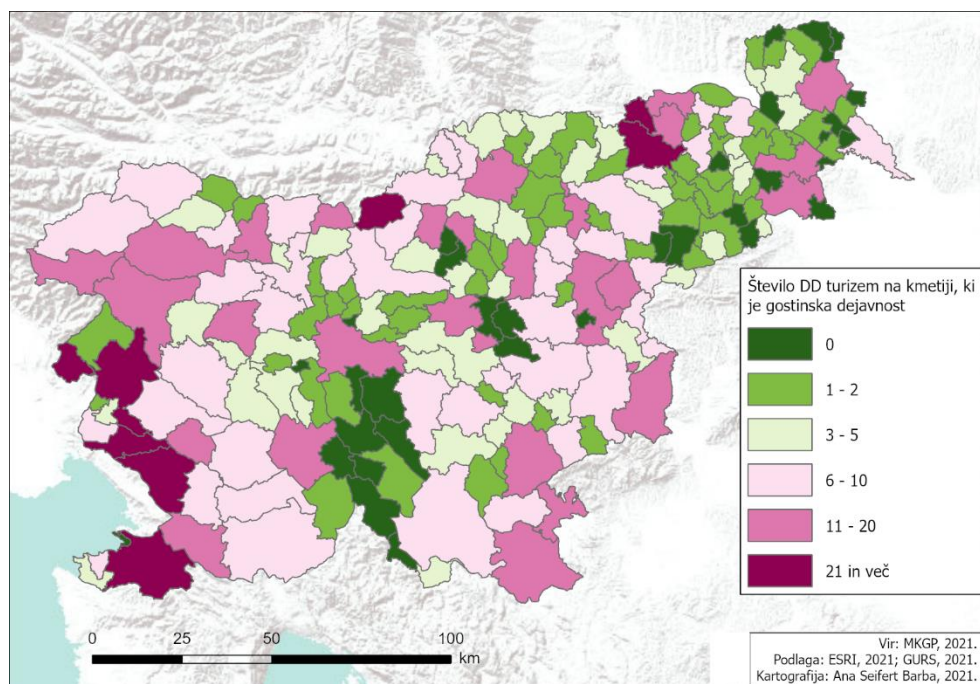 Število DD turizem na kmetiji, ki
je gostinska dejavnost
0
1 - 2
3 - 5
6 - 10
11 - 20
21 in več
0 25 50 100
km
Vir: MKGP, 2021.
Podlaga: ESRI, 2021; GURS, 2021.
Kartografija: Ana Seifert Barba, 2021.